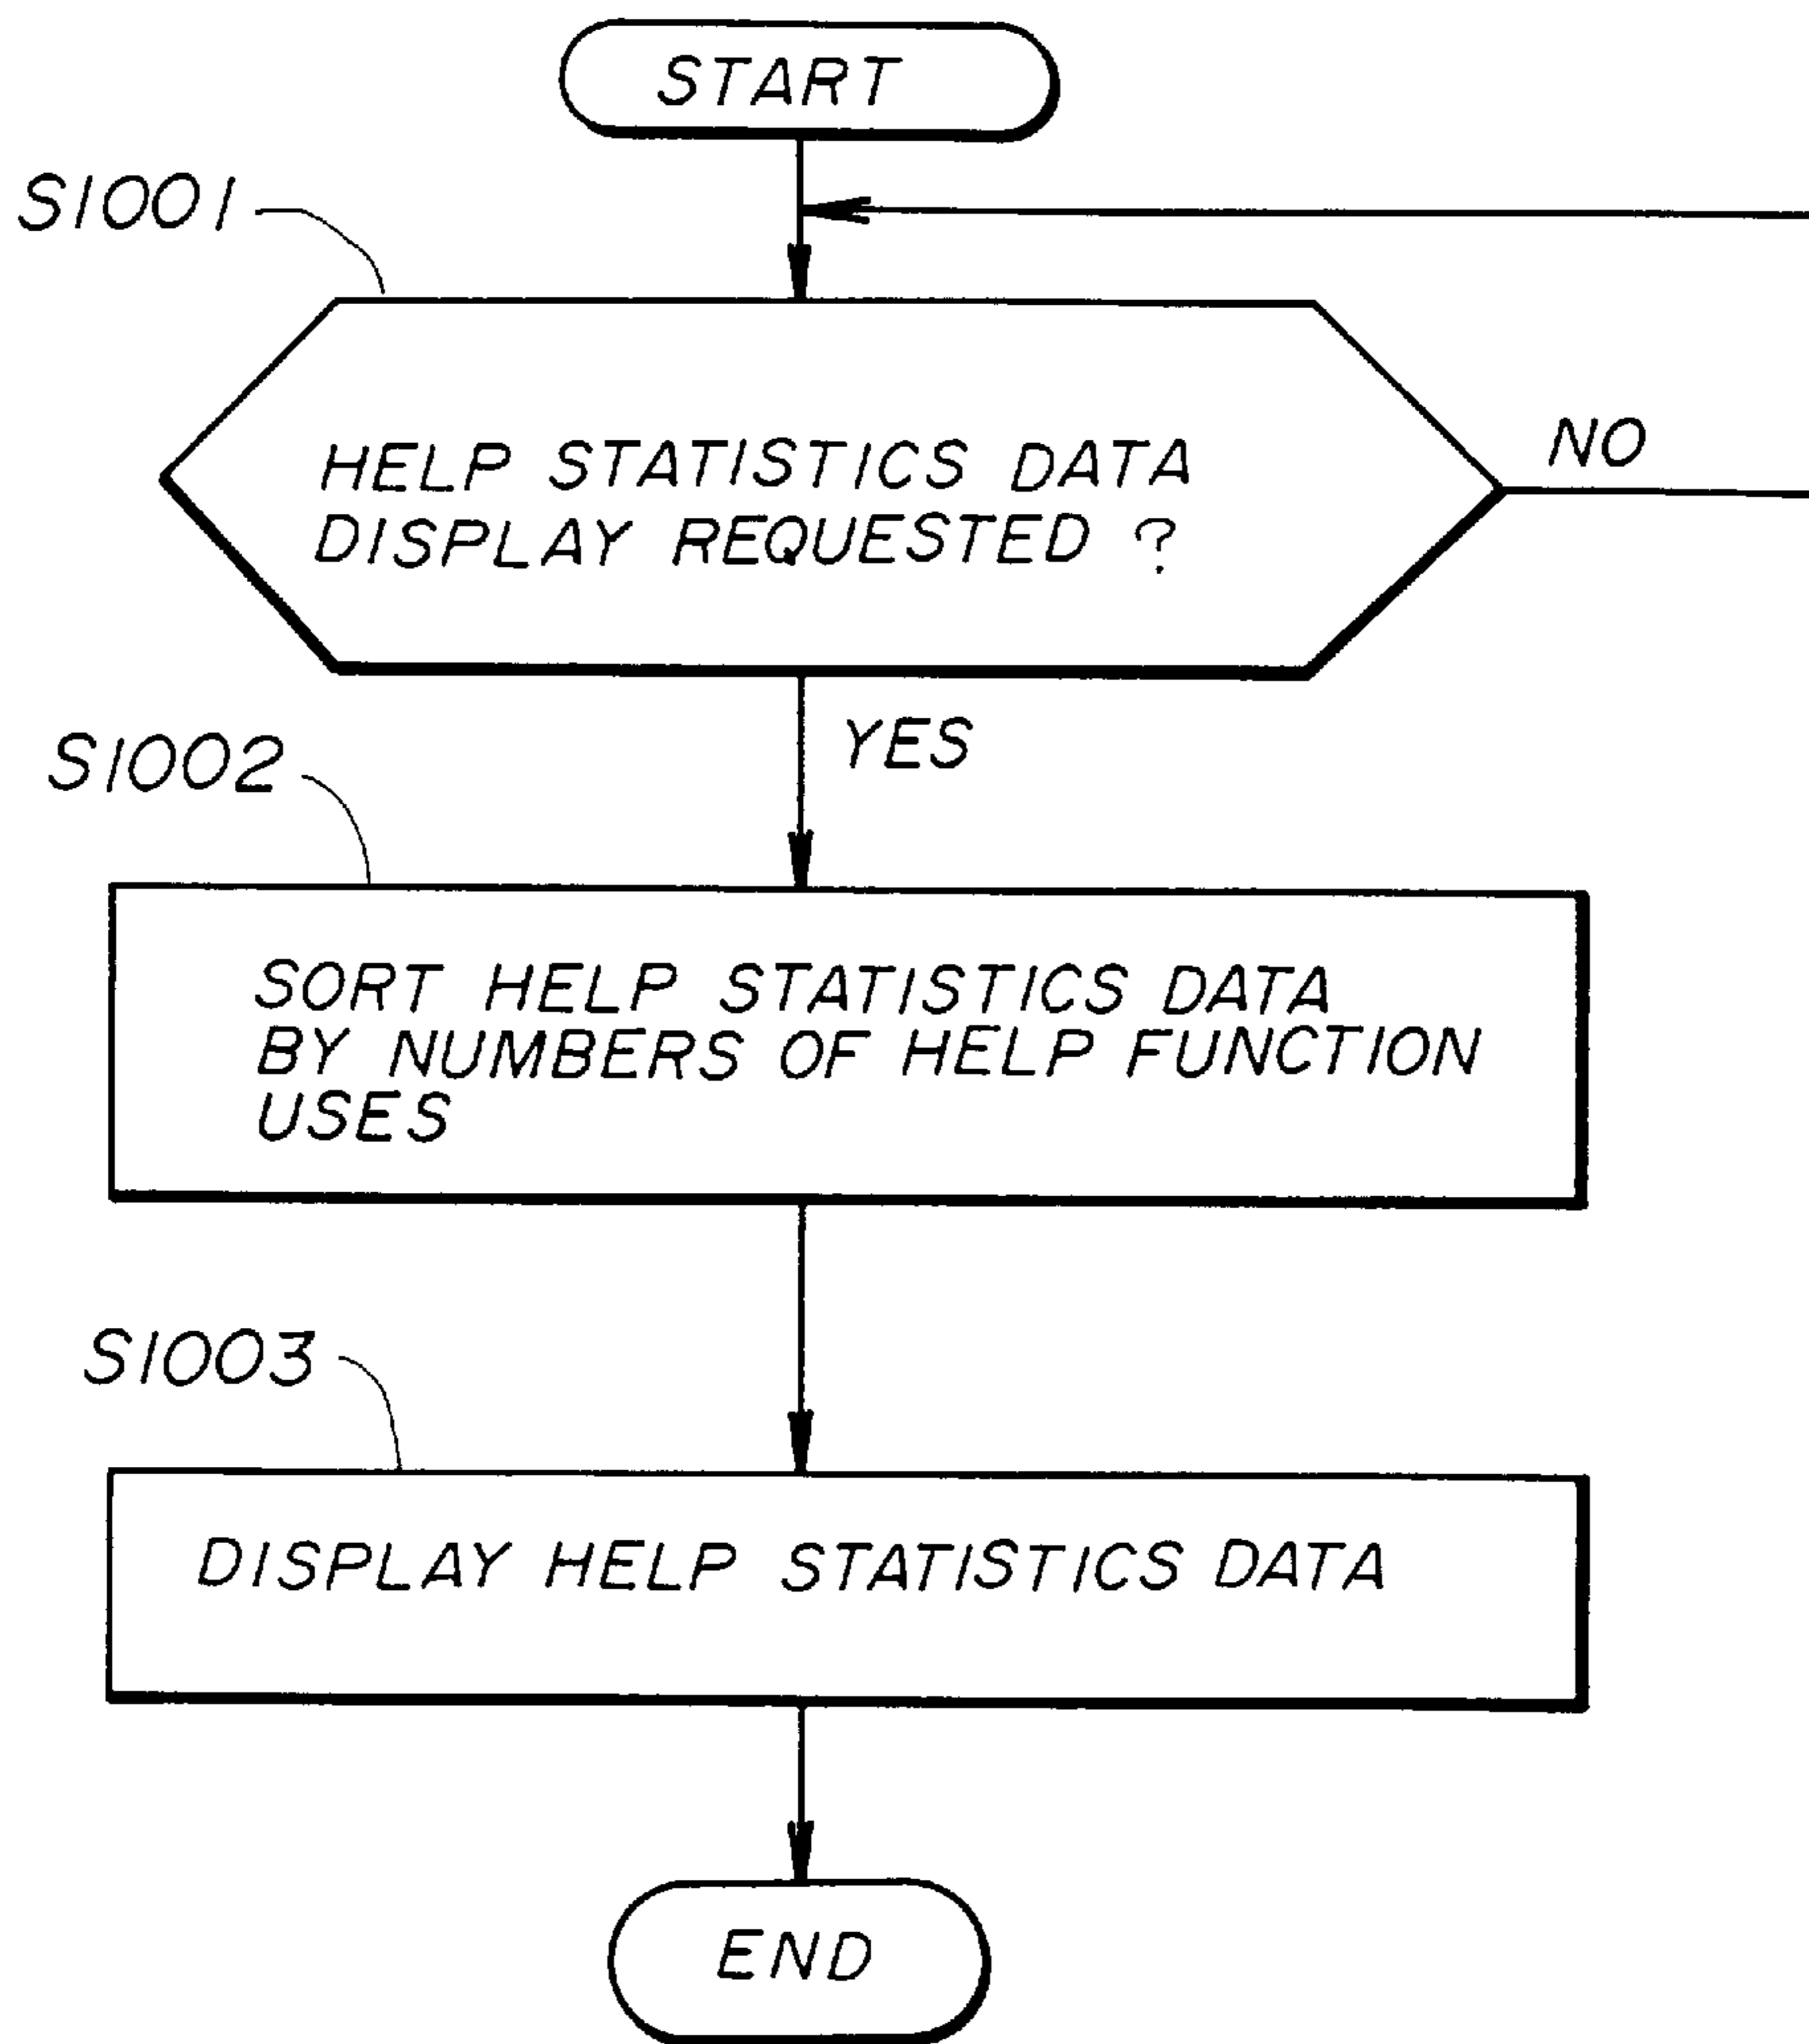 START
S1001
HELP STATISTICS DATA
DISPLAY REQUESTED ?
NO
YES
S1002
SORT HELP STATISTICS DATA
BY NUMBERS OF HELP FUNCTION
USES
S1003
DISPLAY HELP STATISTICS DATA
END